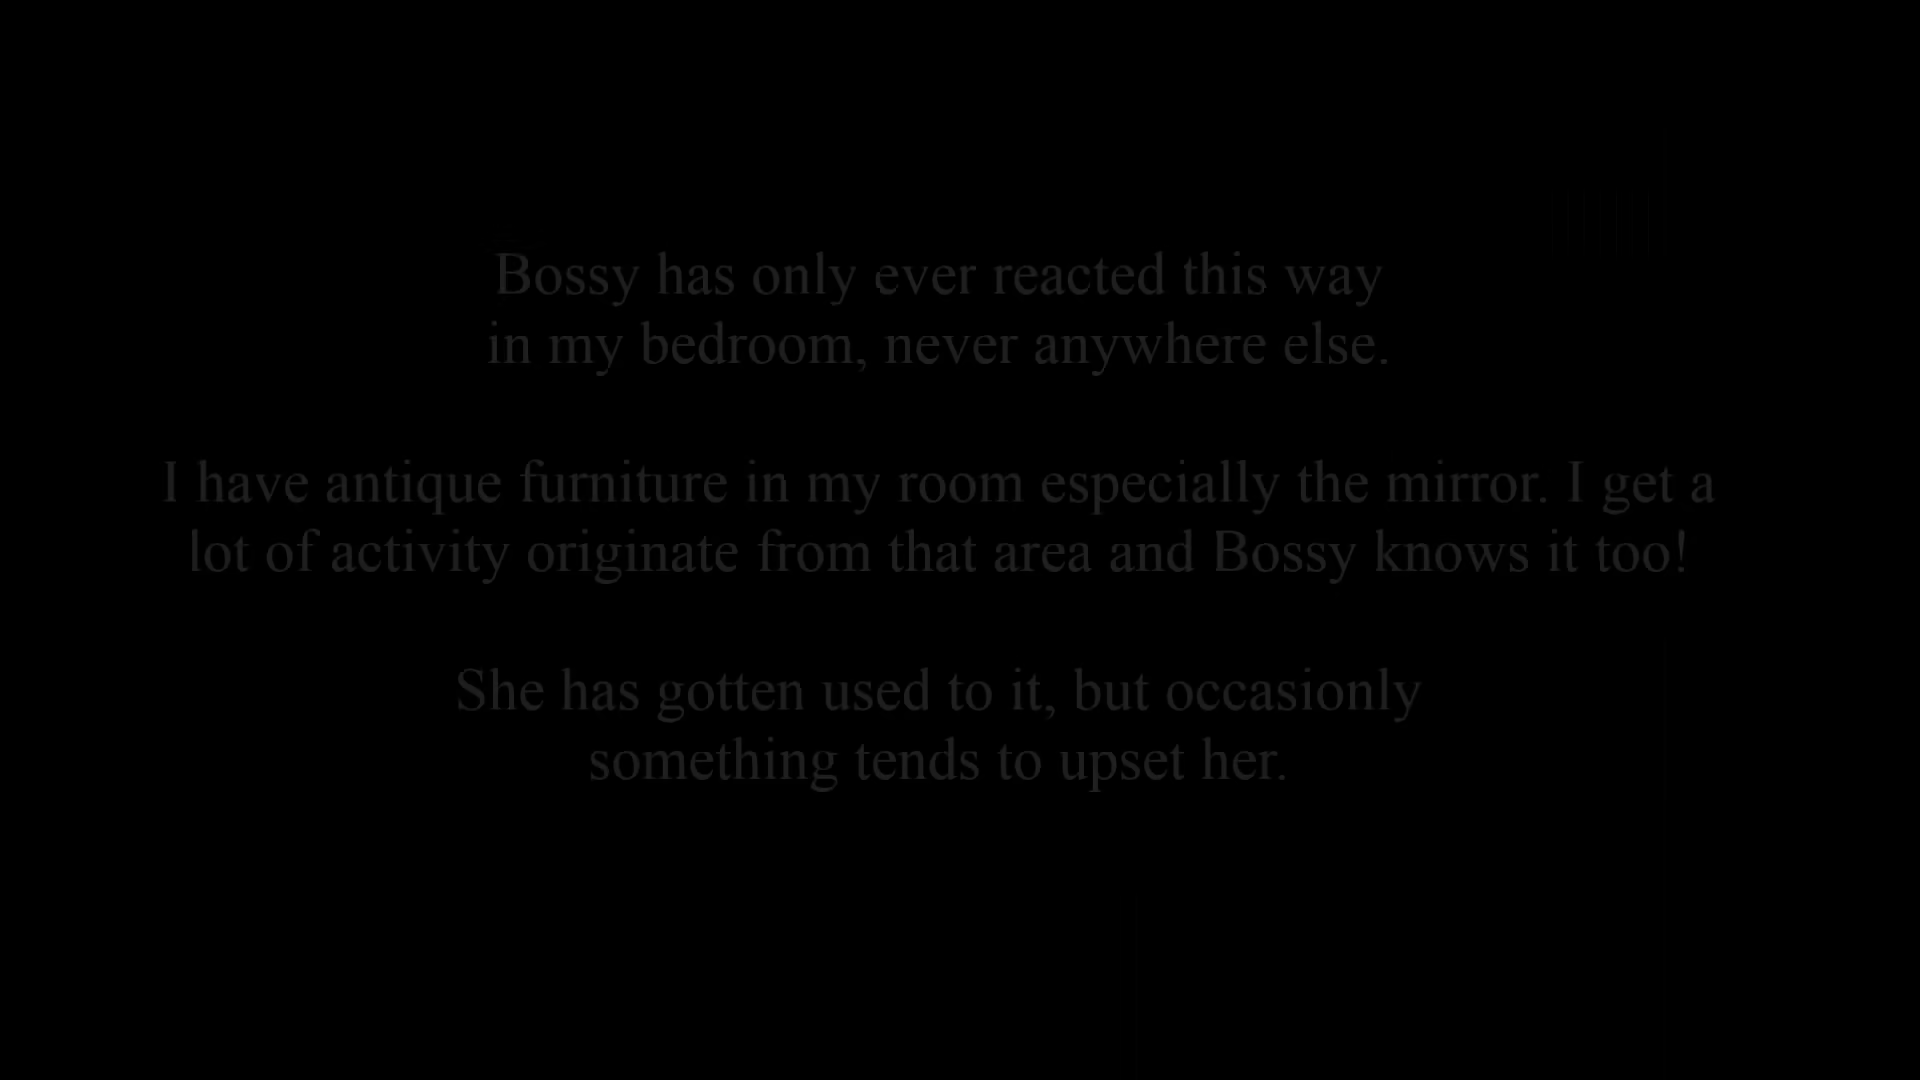 Bossy has only ever reacted this way
in my bedroom, never anywhere else.
I have antique furniture in my room especially the mirror. I get a
lot of activity originate from that area and Bossy knows it too!
She has gotten used to it, but occasionly
something tends to upset her.